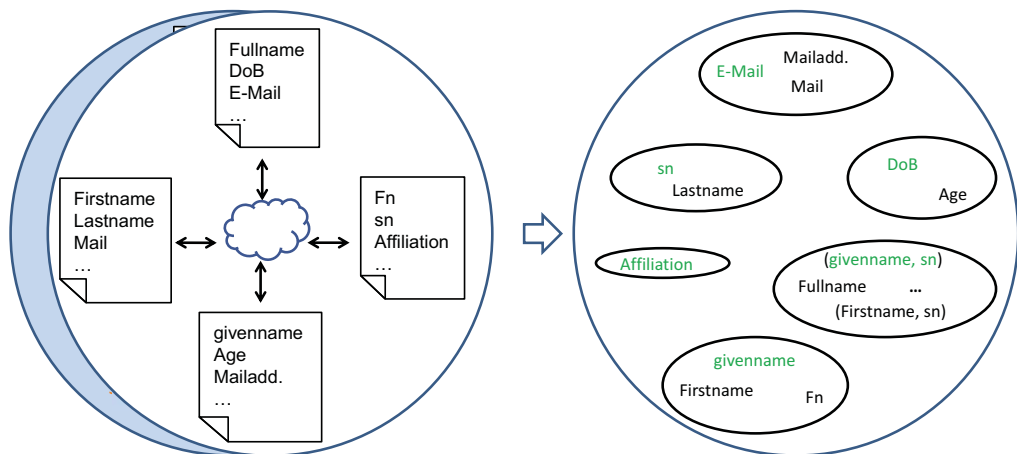 Fullname
DoB
E-Mail
…
Firstname
Lastname
Mail
…
Fn
sn
Affiliation
…
givenname
Age
Mailadd.
…
E-Mail
Mailadd.
Mail
sn
Lastname
DoB
Age
Affiliation
(givenname, sn)
Fullname ...
(Firstname, sn)
givenname
Firstname
Fn